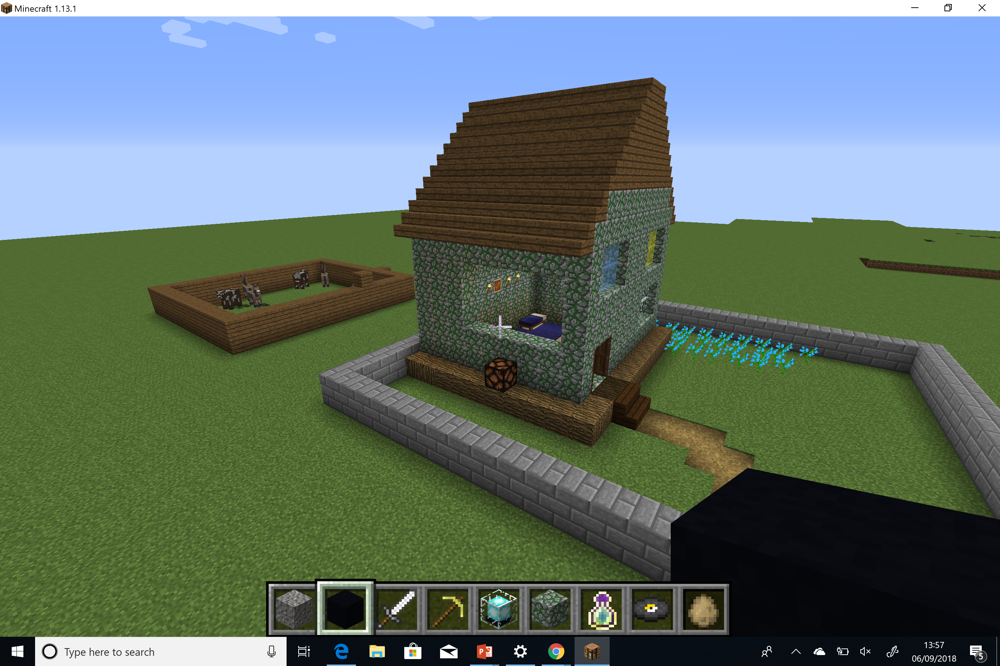 Minecraft 1.13.1
Type here to search
13:57
06/09/2018
5